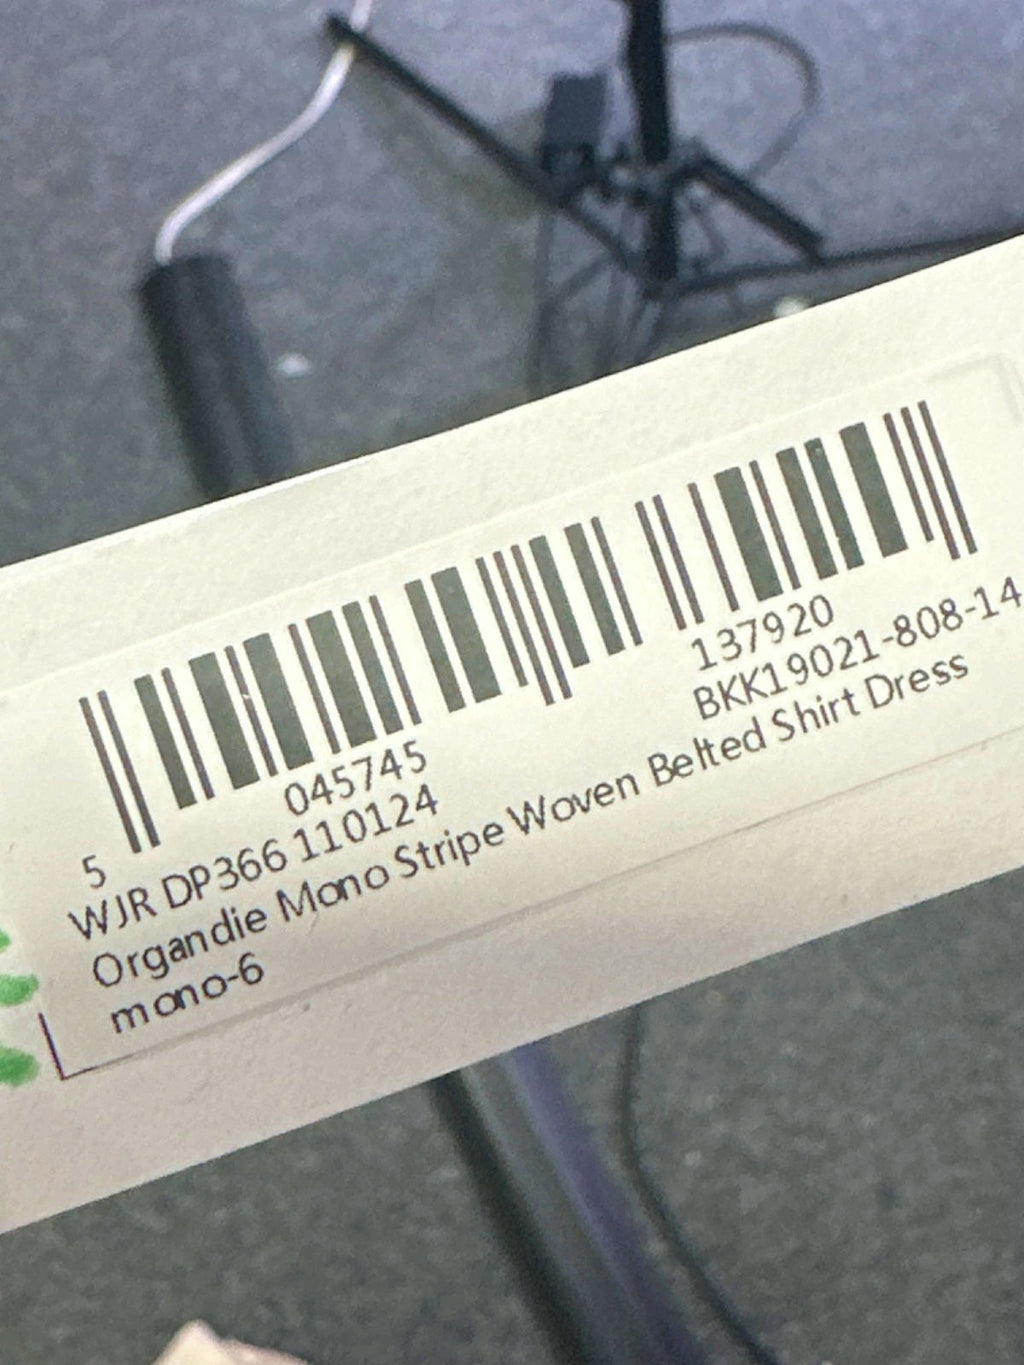 5 045745 137920
WJR DP366 110124 BKK19021-808-14
Organdie Mono Stripe Woven Belted Shirt Dress
mono-6